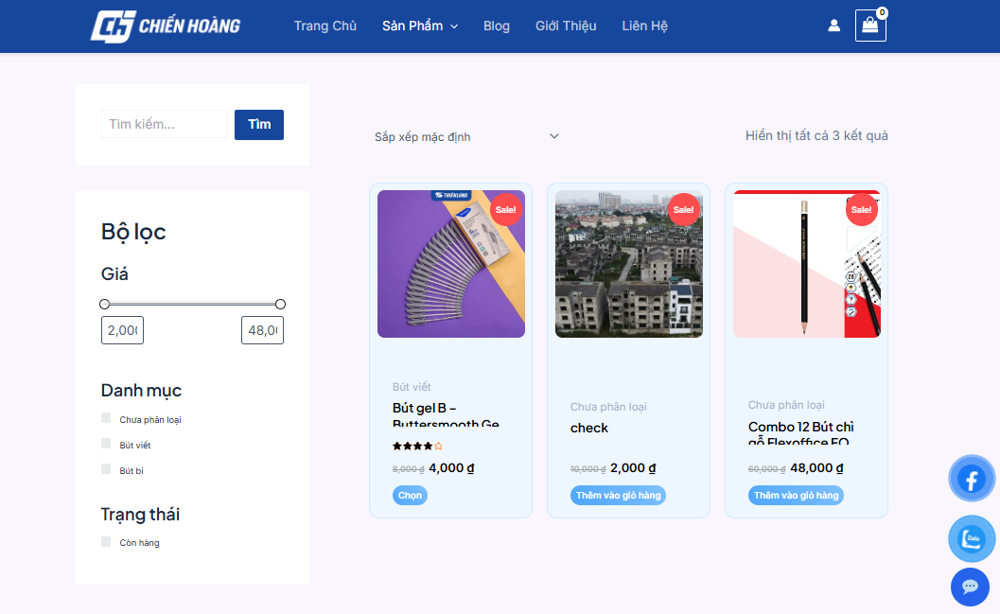 CHIẾN HOÀNG
Trang Chủ
Sản Phẩm
Blog
Giới Thiệu
Liên Hệ
0
Tìm kiếm...
Tìm
Sắp xếp mặc định
Hiển thị tất cả 3 kết quả
Bộ lọc
Giá
2,00
48,0
Danh mục
Chưa phân loại
Bút viết
Bút bi
Trạng thái
Còn hàng
THIÊN LONG
Sale!
Bút viết
Bút gel B –
Buttersmooth Ge
8,000 ₫ 4,000 ₫
Chọn
Sale!
Chưa phân loại
check
10,000 ₫ 2,000 ₫
Thêm vào giỏ hàng
Sale!
2B
Chưa phân loại
Combo 12 Bút chì
gỗ Flexoffice FO
60,000 ₫ 48,000 ₫
Thêm vào giỏ hàng
Zalo